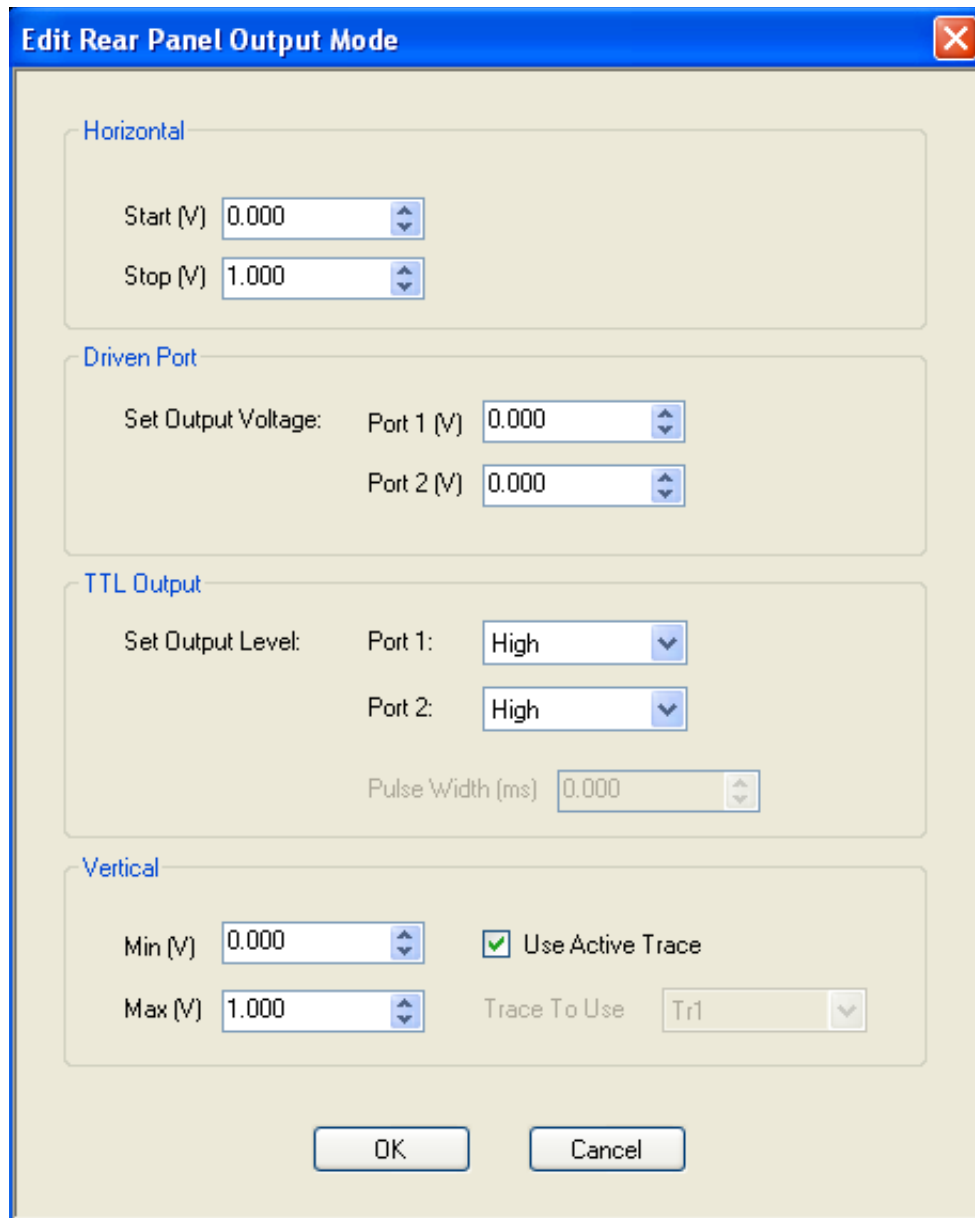 Edit Rear Panel Output Mode
Horizontal
Start (V) 0.000
Stop (V) 1.000
Driven Port
Set Output Voltage: Port 1 (V) 0.000
Port 2 (V) 0.000
TTL Output
Set Output Level: Port 1: High
Port 2: High
Pulse Width (ms) 0.000
Vertical
Min (V) 0.000 Use Active Trace
Max (V) 1.000 Trace To Use Tr1
OK Cancel